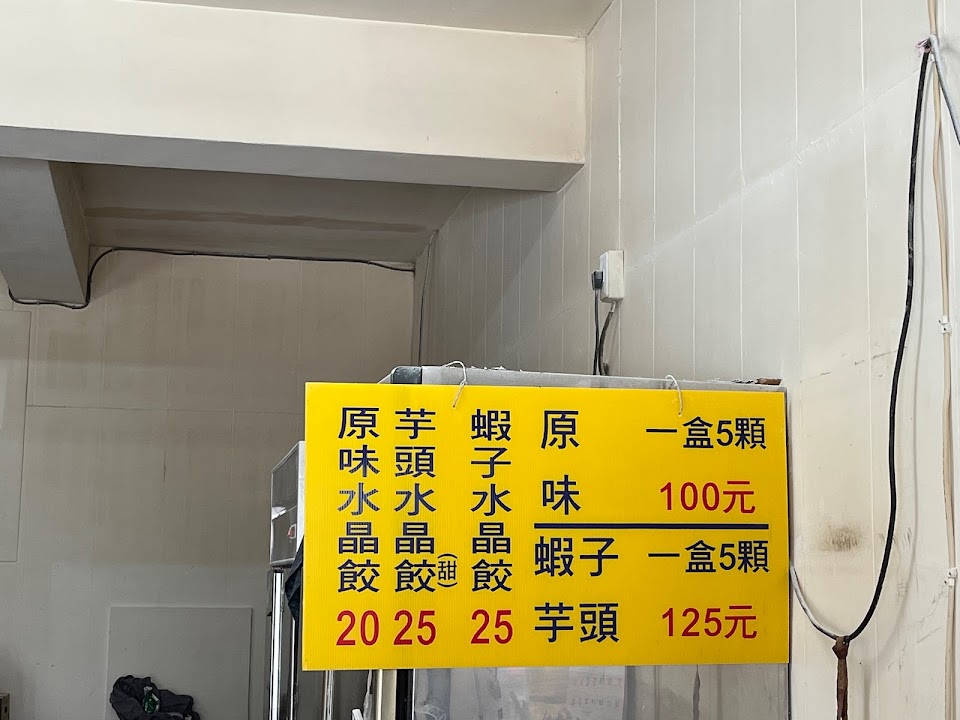 原味水晶餃 20
芋頭水晶餃(甜) 25
蝦子水晶餃 25
原味 一盒5顆 100元
蝦子 芋頭 一盒5顆 125元